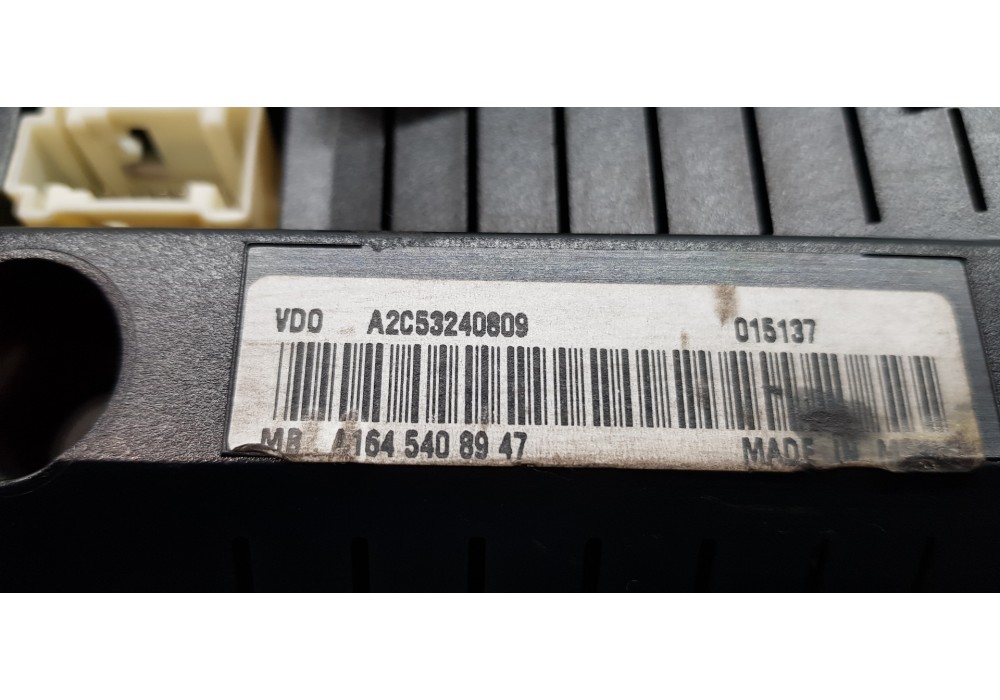 VDO A2C53240809 015137
MB A164 540 89 47 MADE IN